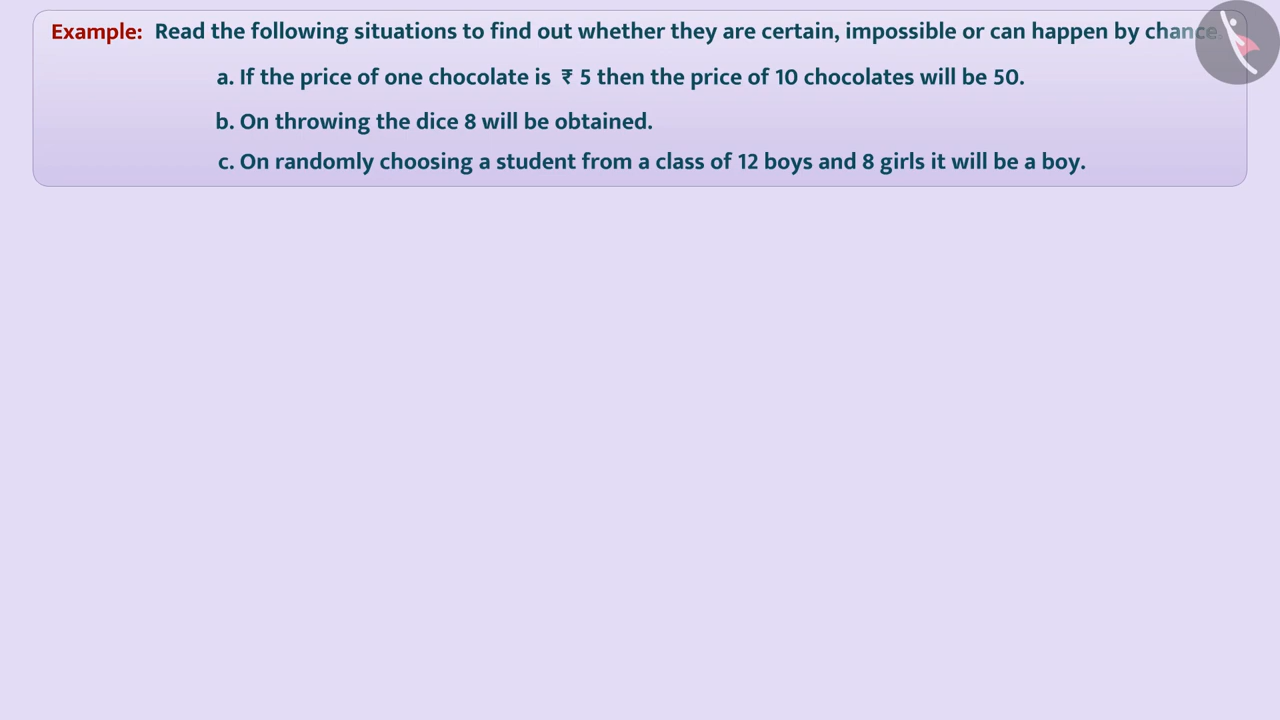 Example: Read the following situations to find out whether they are certain, impossible or can happen by chance.
a. If the price of one chocolate is ₹ 5 then the price of 10 chocolates will be 50.
b. On throwing the dice 8 will be obtained.
c. On randomly choosing a student from a class of 12 boys and 8 girls it will be a boy.